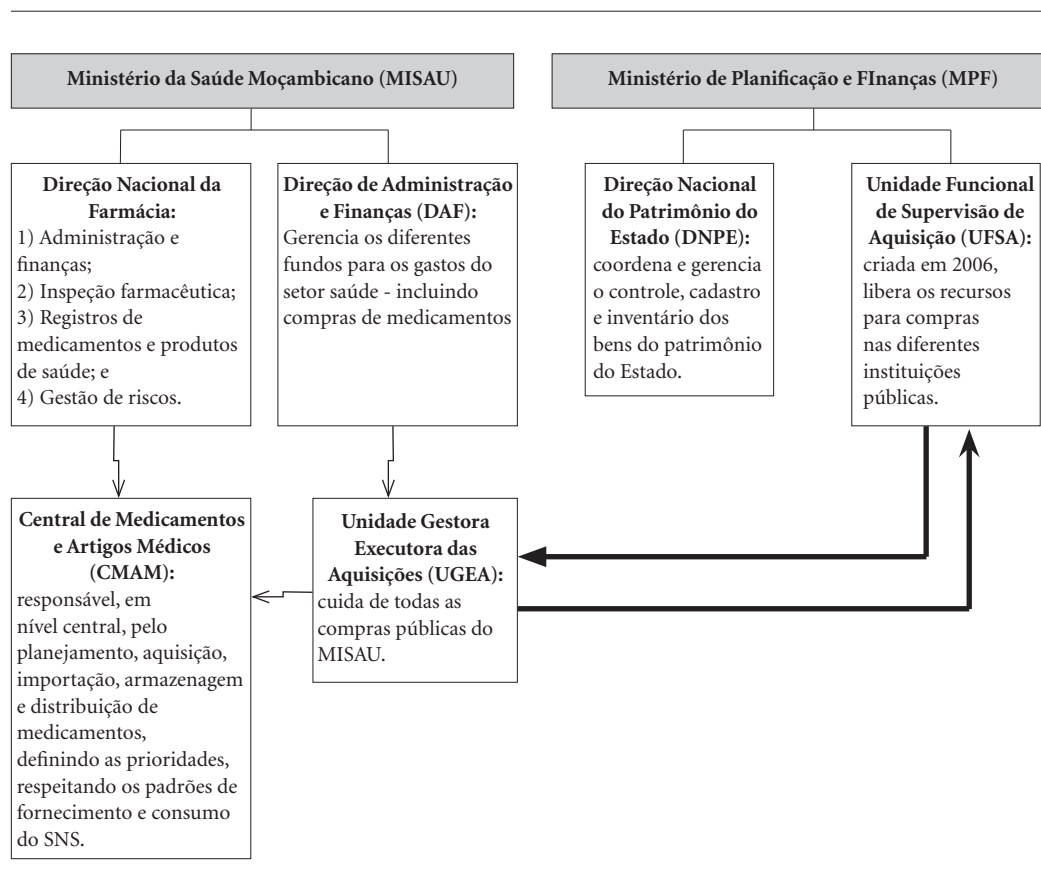 Ministério da Saúde Moçambicano (MISAU)
Ministério de Planificação e FInanças (MPF)
Direção Nacional da
Farmácia:
1) Administração e
finanças;
2) Inspeção farmacêutica;
3) Registros de
medicamentos e produtos
de saúde; e
4) Gestão de riscos.
Direção de Administração
e Finanças (DAF):
Gerencia os diferentes
fundos para os gastos do
setor saúde - incluindo
compras de medicamentos
Direção Nacional
do Patrimônio do
Estado (DNPE):
coordena e gerencia
o controle, cadastro
e inventário dos
bens do patrimônio
do Estado.
Unidade Funcional
de Supervisão de
Aquisição (UFSA):
criada em 2006,
libera os recursos
para compras
nas diferentes
instituições
públicas.
Central de Medicamentos
e Artigos Médicos
(CMAM):
responsável, em
nível central, pelo
planejamento, aquisição,
importação, armazenagem
e distribuição de
medicamentos,
definindo as prioridades,
respeitando os padrões de
fornecimento e consumo
do SNS.
Unidade Gestora
Executora das
Aquisições (UGEA):
cuida de todas as
compras públicas do
MISAU.